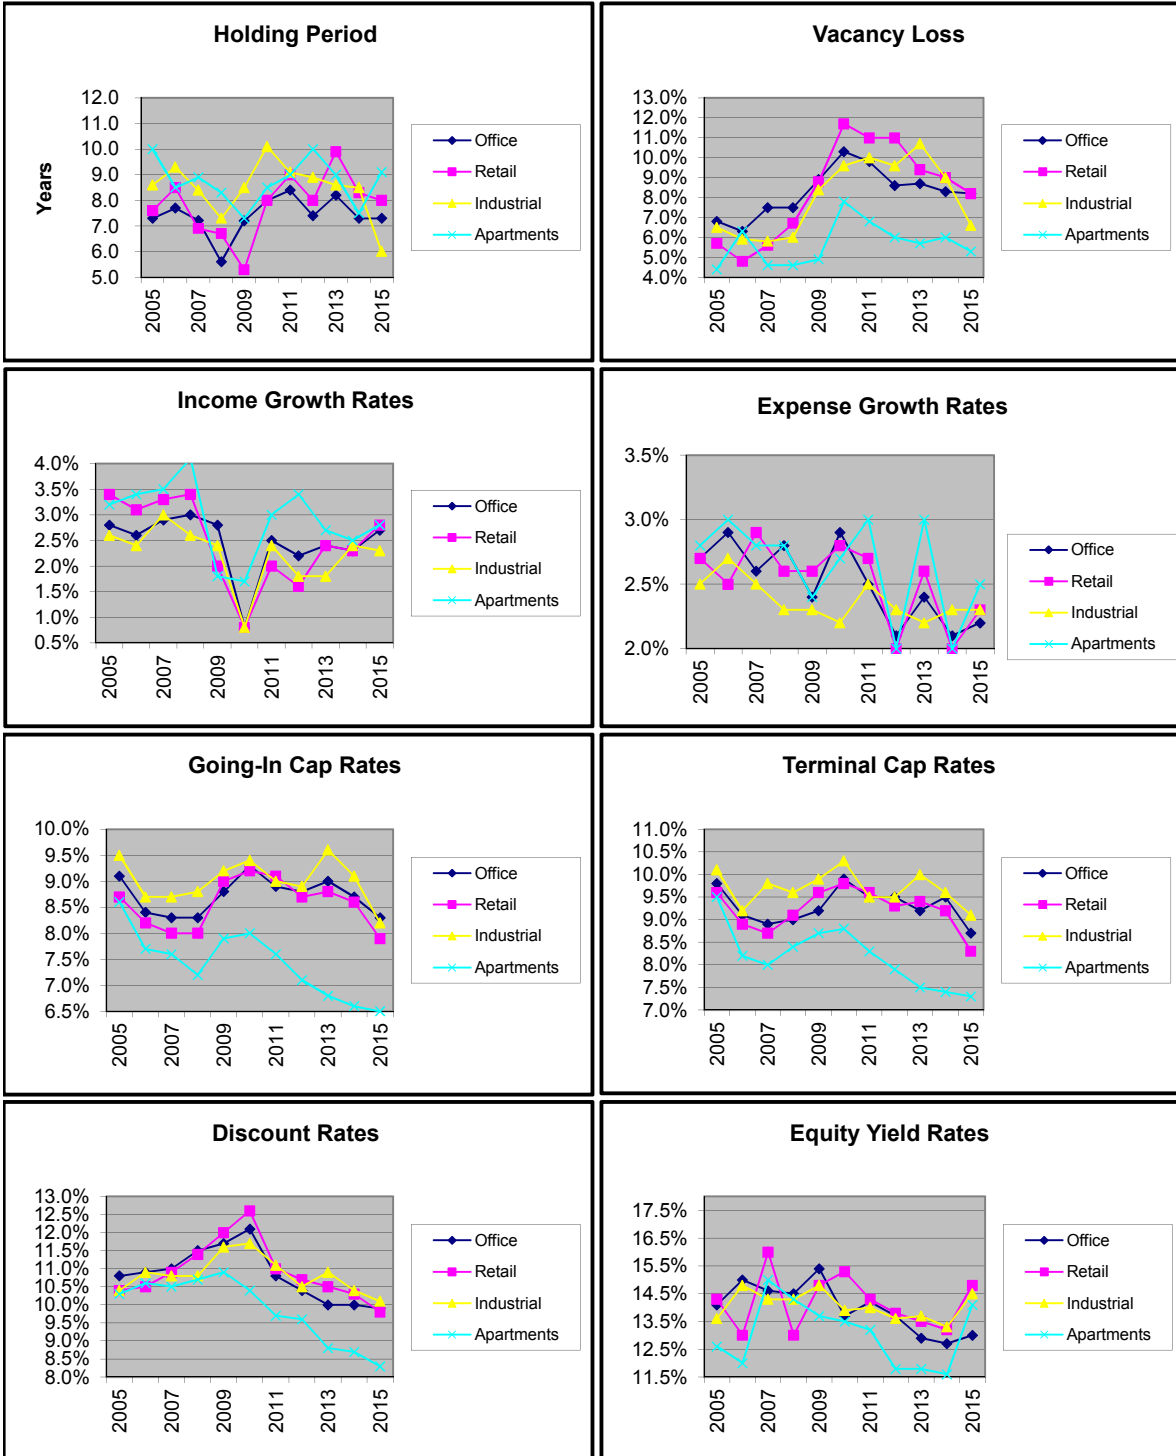 Holding Period
12.0
11.0
10.0
9.0
8.0
7.0
6.0
5.0
Years
2005
2007
2009
2011
2013
2015
Office
Retail
Industrial
Apartments
Vacancy Loss
13.0%
12.0%
11.0%
10.0%
9.0%
8.0%
7.0%
6.0%
5.0%
4.0%
2005
2007
2009
2011
2013
2015
Office
Retail
Industrial
Apartments
Income Growth Rates
4.0%
3.5%
3.0%
2.5%
2.0%
1.5%
1.0%
0.5%
2005
2007
2009
2011
2013
2015
Office
Retail
Industrial
Apartments
Expense Growth Rates
3.5%
3.0%
2.5%
2.0%
2005
2007
2009
2011
2013
2015
Office
Retail
Industrial
Apartments
Going-In Cap Rates
10.0%
9.5%
9.0%
8.5%
8.0%
7.5%
7.0%
6.5%
2005
2007
2009
2011
2013
2015
Office
Retail
Industrial
Apartments
Terminal Cap Rates
11.0%
10.5%
10.0%
9.5%
9.0%
8.5%
8.0%
7.5%
7.0%
2005
2007
2009
2011
2013
2015
Office
Retail
Industrial
Apartments
Discount Rates
13.0%
12.5%
12.0%
11.5%
11.0%
10.5%
10.0%
9.5%
9.0%
8.5%
8.0%
2005
2007
2009
2011
2013
2015
Office
Retail
Industrial
Apartments
Equity Yield Rates
17.5%
16.5%
15.5%
14.5%
13.5%
12.5%
11.5%
2005
2007
2009
2011
2013
2015
Office
Retail
Industrial
Apartments